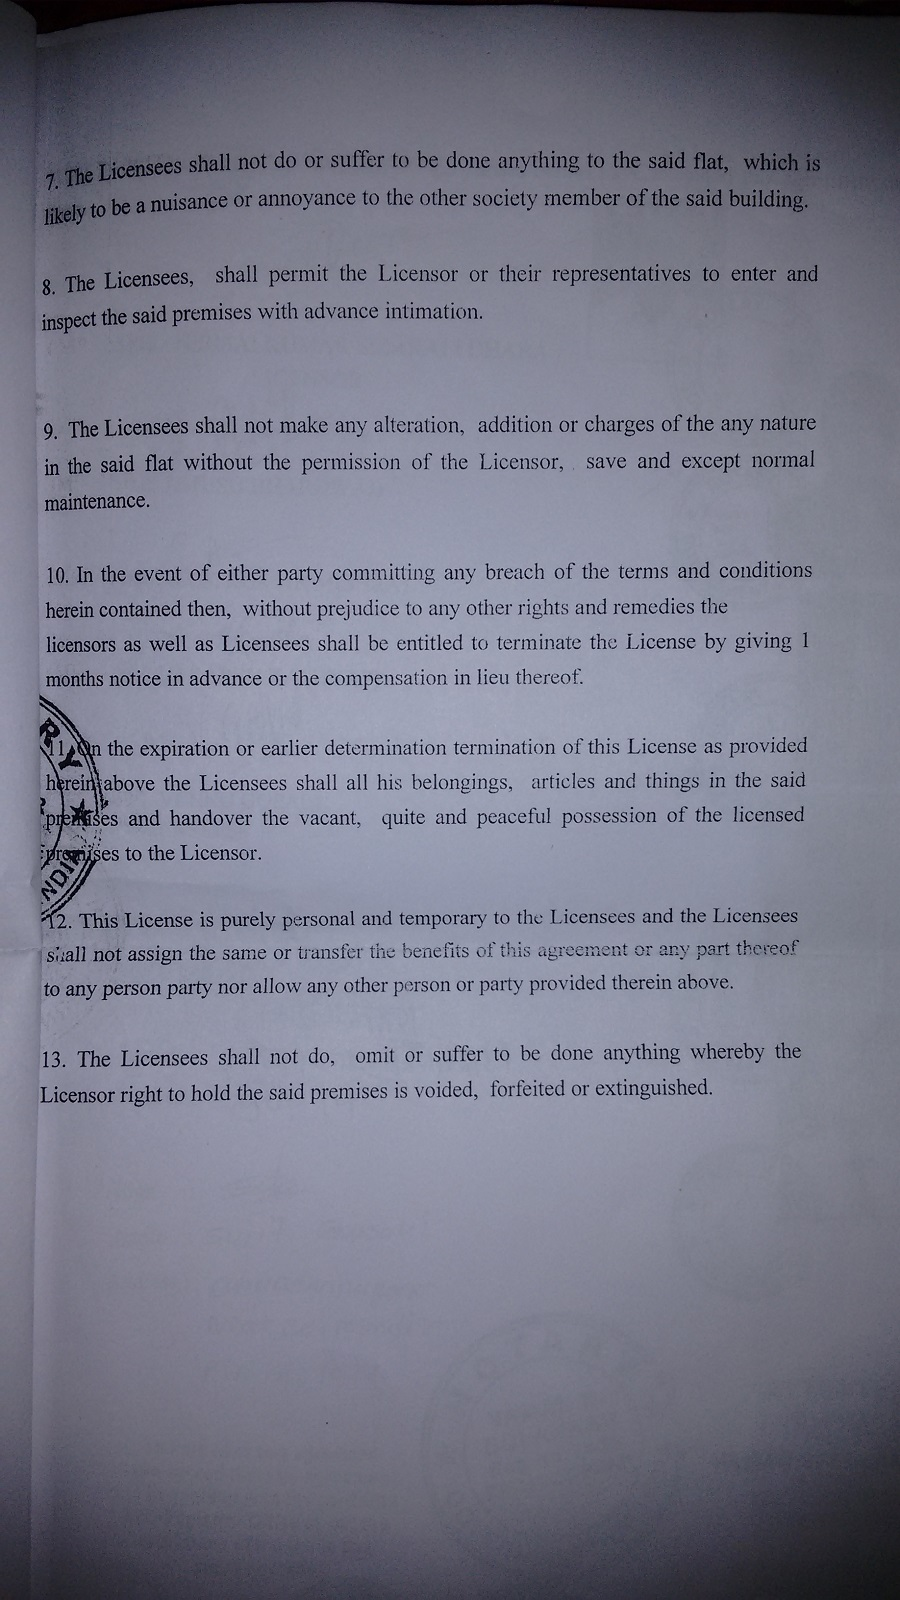 7. The Licensees shall not do or suffer to be done anything to the said flat, which is
likely to be a nuisance or annoyance to the other society member of the said building.
8. The Licensees, shall permit the Licensor or their representatives to enter and
inspect the said premises with advance intimation.
9. The Licensees shall not make any alteration, addition or charges of the any nature
in the said flat without the permission of the Licensor, save and except normal
maintenance.
10. In the event of either party committing any breach of the terms and conditions
herein contained then, without prejudice to any other rights and remedies the
licensors as well as Licensees shall be entitled to terminate the License by giving 1
months notice in advance or the compensation in lieu thereof.
11. On the expiration or earlier determination termination of this License as provided
herein above the Licensees shall all his belongings, articles and things in the said
premises and handover the vacant, quite and peaceful possession of the licensed
premises to the Licensor.
12. This License is purely personal and temporary to the Licensees and the Licensees
shall not assign the same or transfer the benefits of this agreement or any part thereof
to any person party nor allow any other person or party provided therein above.
13. The Licensees shall not do, omit or suffer to be done anything whereby the
Licensor right to hold the said premises is voided, forfeited or extinguished.